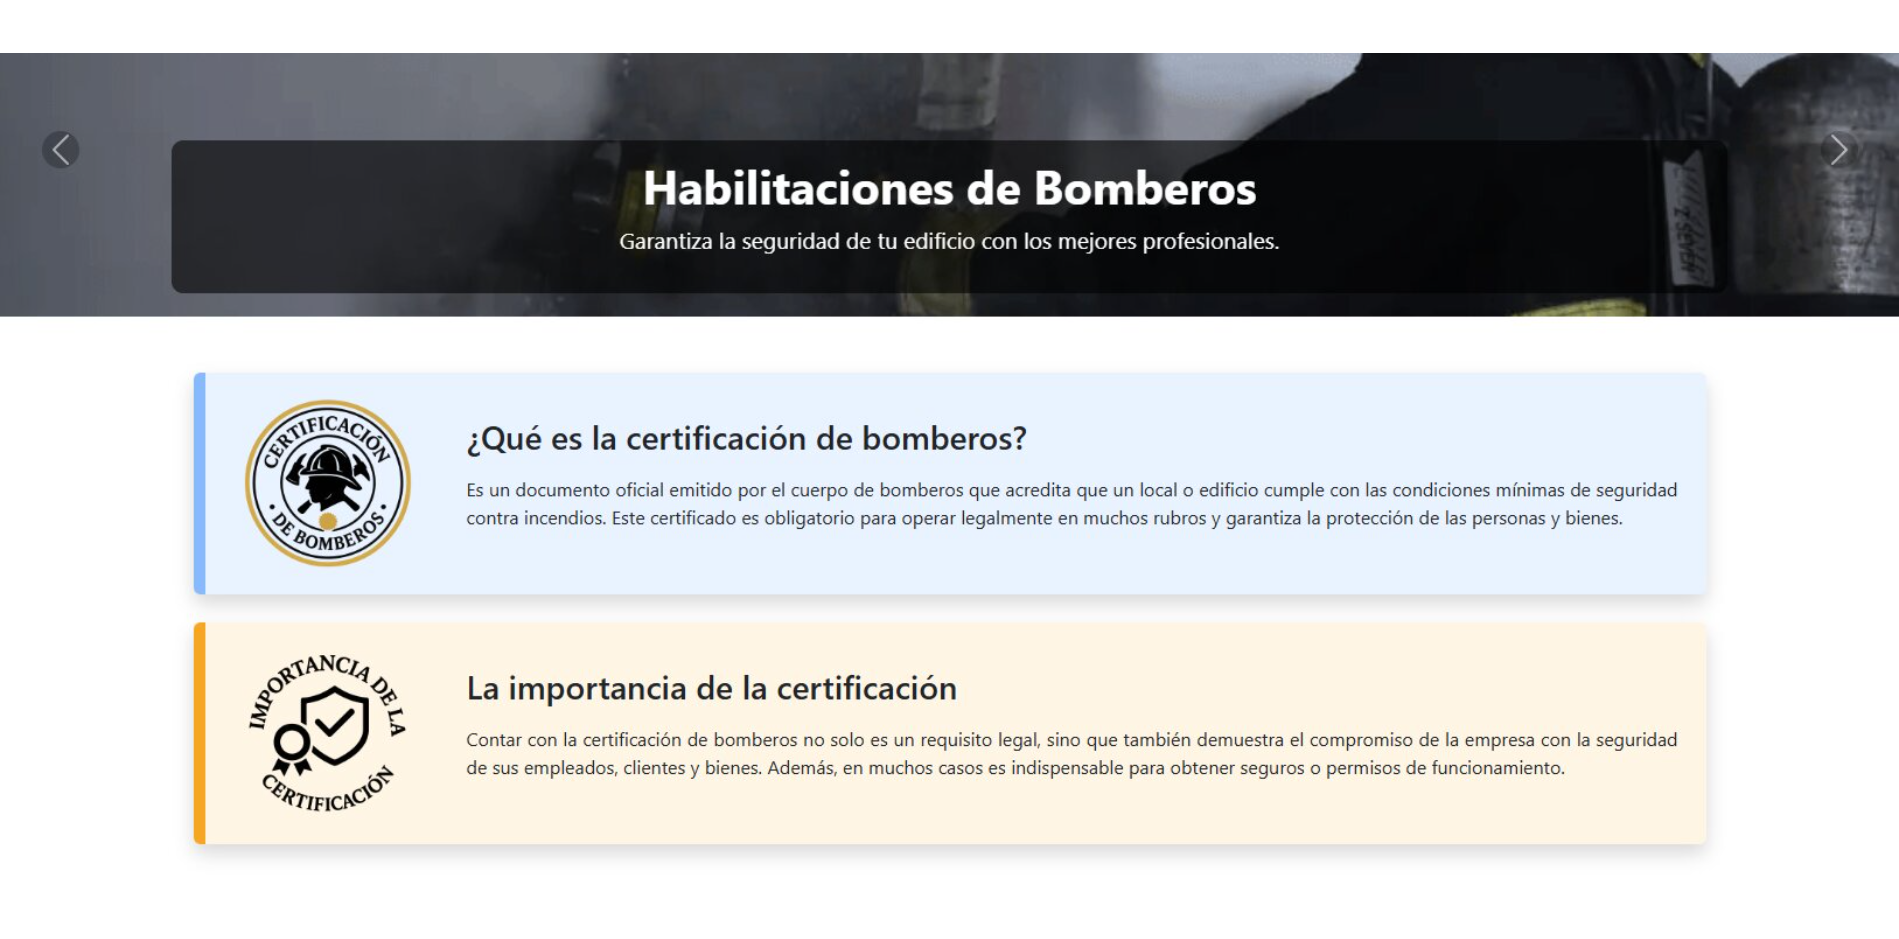 Habilitaciones de Bomberos
Garantiza la seguridad de tu edificio con los mejores profesionales.
CERTIFICACIÓN
DE BOMBEROS
¿Qué es la certificación de bomberos?
Es un documento oficial emitido por el cuerpo de bomberos que acredita que un local o edificio cumple con las condiciones mínimas de seguridad
contra incendios. Este certificado es obligatorio para operar legalmente en muchos rubros y garantiza la protección de las personas y bienes.
IMPORTANCIA DE LA
CERTIFICACIÓN
La importancia de la certificación
Contar con la certificación de bomberos no solo es un requisito legal, sino que también demuestra el compromiso de la empresa con la seguridad
de sus empleados, clientes y bienes. Además, en muchos casos es indispensable para obtener seguros o permisos de funcionamiento.